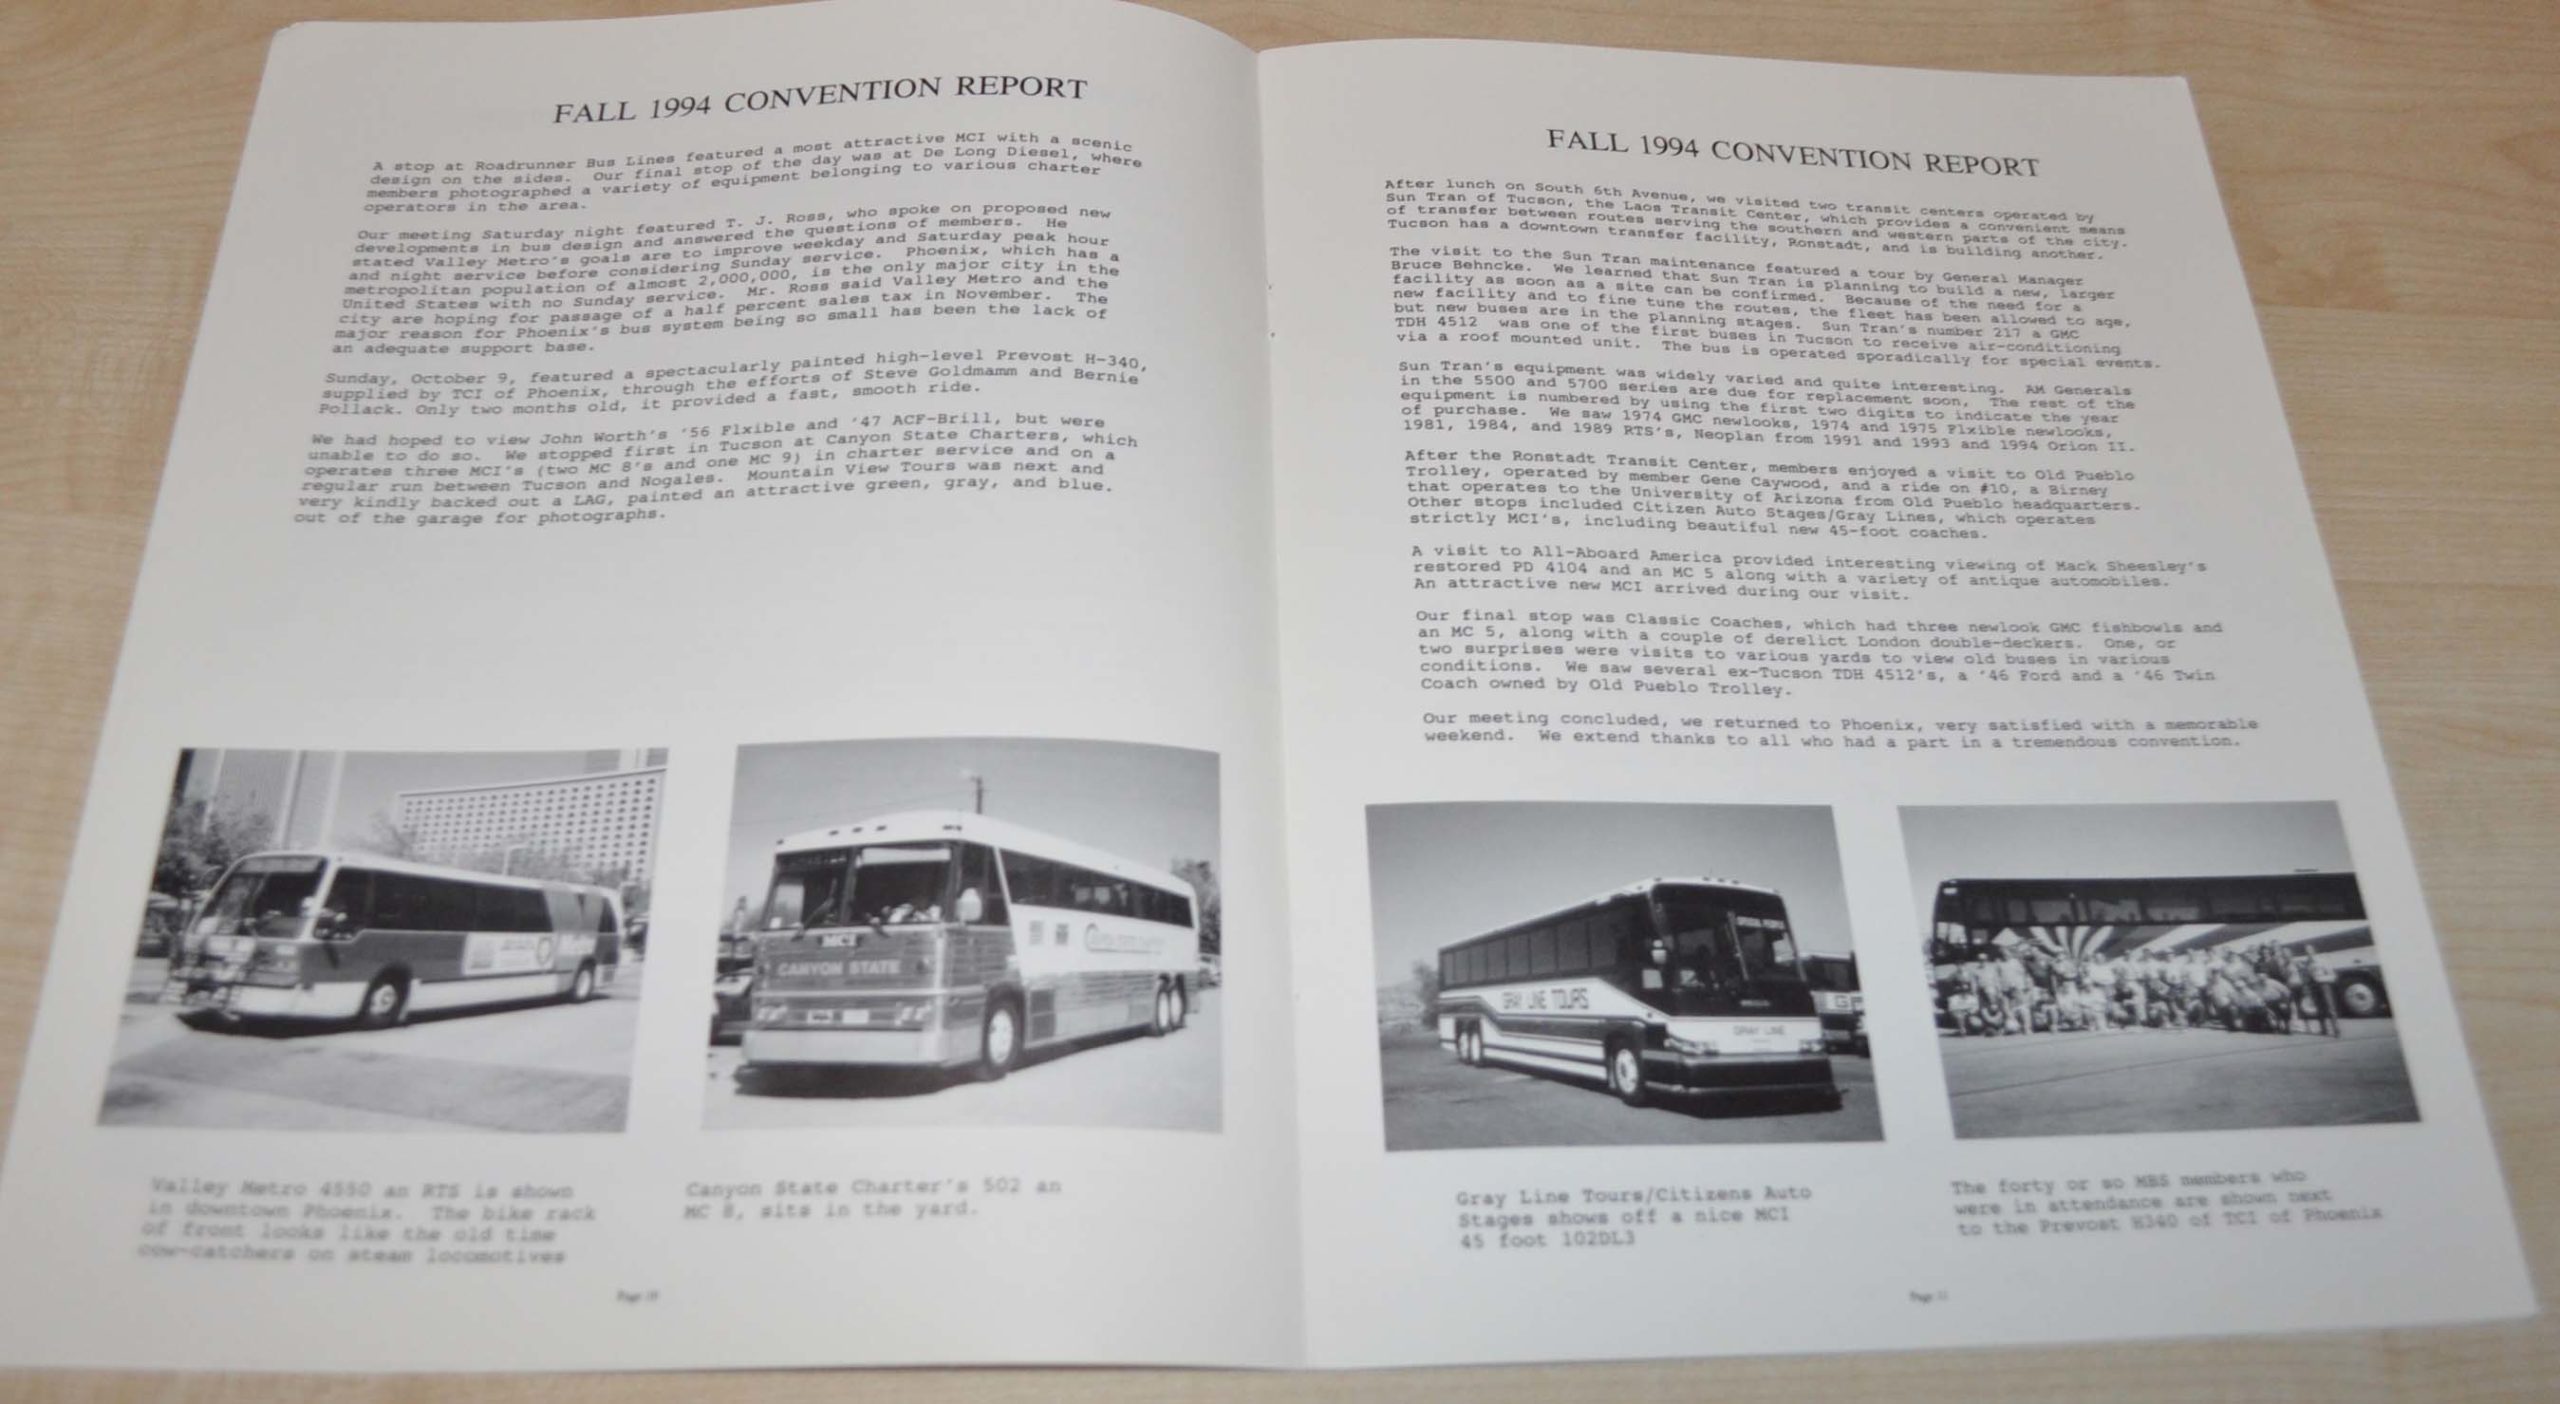 FALL 1994 CONVENTION REPORT
A stop at Roadrunner Bus Lines featured a most attractive MCI with a scenic
design on the sides. Our final stop of the day was at De Long Diesel, where
members photographed a variety of equipment belonging to various charter
operators in the area.
Our meeting Saturday night featured T. J. Ross, who spoke on proposed new
developments in bus design and answered the questions of members. He
stated Valley Metro's goals are to improve weekday and Saturday peak hour
and night service before considering Sunday service. Phoenix, which has a
metropolitan population of almost 2,000,000, is the only major city in the
United States with no Sunday service. Mr. Ross said Valley Metro and the
city are hoping for passage of a half percent sales tax in November. The
major reason for Phoenix's bus system being so small has been the lack of
an adequate support base.
Sunday, October 9, featured a spectacularly painted high-level Prevost H-340,
supplied by TCI of Phoenix, through the efforts of Steve Goldmamm and Bernie
Pollack. Only two months old, it provided a fast, smooth ride.
We had hoped to view John Worth's '56 Flxible and '47 ACF-Brill, but were
unable to do so. We stopped first in Tucson at Canyon State Charters, which
operates three MCI's (two MC 8's and one MC 9) in charter service and on a
regular run between Tucson and Nogales. Mountain View Tours was next and
very kindly backed out a LAG, painted an attractive green, gray, and blue.
out of the garage for photographs.
MCI
CANYON STATE
Valley Metro 4550 an RTS is shown
in downtown Phoenix. The bike rack
of front looks like the old time
cow-catchers on steam locomotives
Canyon State Charter's 502 an
MC 8, sits in the yard.
Page 10
FALL 1994 CONVENTION REPORT
After lunch on South 6th Avenue, we visited two transit centers operated by
Sun Tran of Tucson, the Laos Transit Center, which provides a convenient means
of transfer between routes serving the southern and western parts of the city.
Tucson has a downtown transfer facility, Ronstadt, and is building another.
The visit to the Sun Tran maintenance featured a tour by General Manager
Bruce Behncke. We learned that Sun Tran is planning to build a new, larger
facility as soon as a site can be confirmed. Because of the need for a
new facility and to fine tune the routes, the fleet has been allowed to age,
but new buses are in the planning stages. Sun Tran's number 217 a GMC
TDH 4512 was one of the first buses in Tucson to receive air-conditioning
via a roof mounted unit. The bus is operated sporadically for special events.
Sun Tran's equipment was widely varied and quite interesting. AM Generals
in the 5500 and 5700 series are due for replacement soon, The rest of the
equipment is numbered by using the first two digits to indicate the year
of purchase. We saw 1974 GMC newlooks, 1974 and 1975 Flxible newlooks,
1981, 1984, and 1989 RTS's, Neoplan from 1991 and 1993 and 1994 Orion II.
After the Ronstadt Transit Center, members enjoyed a visit to Old Pueblo
Trolley, operated by member Gene Caywood, and a ride on #10, a Birney
that operates to the University of Arizona from Old Pueblo headquarters.
Other stops included Citizen Auto Stages/Gray Lines, which operates
strictly MCI's, including beautiful new 45-foot coaches.
A visit to All-Aboard America provided interesting viewing of Mack Sheesley's
restored PD 4104 and an MC 5 along with a variety of antique automobiles.
An attractive new MCI arrived during our visit.
Our final stop was Classic Coaches, which had three newlook GMC fishbowls and
an MC 5, along with a couple of derelict London double-deckers. One, or
two surprises were visits to various yards to view old buses in various
conditions. We saw several ex-Tucson TDH 4512's, a '46 Ford and a '46 Twin
Coach owned by Old Pueblo Trolley.
Our meeting concluded, we returned to Phoenix, very satisfied with a memorable
weekend. We extend thanks to all who had a part in a tremendous convention.
GRAY LINE TOURS
GRAY LINE
Gray Line Tours/Citizens Auto
Stages shows off a nice MCI
45 foot 102DL3
The forty or so MBS members who
were in attendance are shown next
to the Prevost H340 of TCI of Phoenix
Page 11